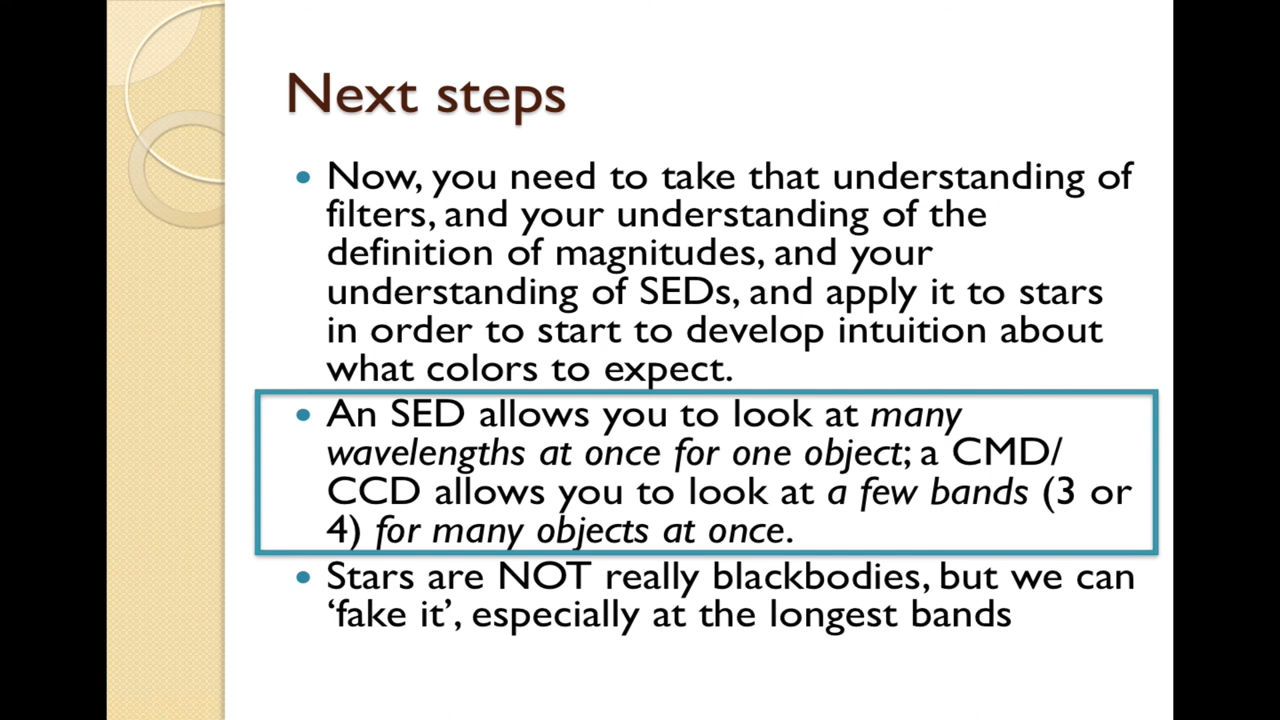 Next steps
• Now, you need to take that understanding of
filters, and your understanding of the
definition of magnitudes, and your
understanding of SEDs, and apply it to stars
in order to start to develop intuition about
what colors to expect.
• An SED allows you to look at many
wavelengths at once for one object; a CMD/
CCD allows you to look at a few bands (3 or
4) for many objects at once.
• Stars are NOT really blackbodies, but we can
‘fake it’, especially at the longest bands